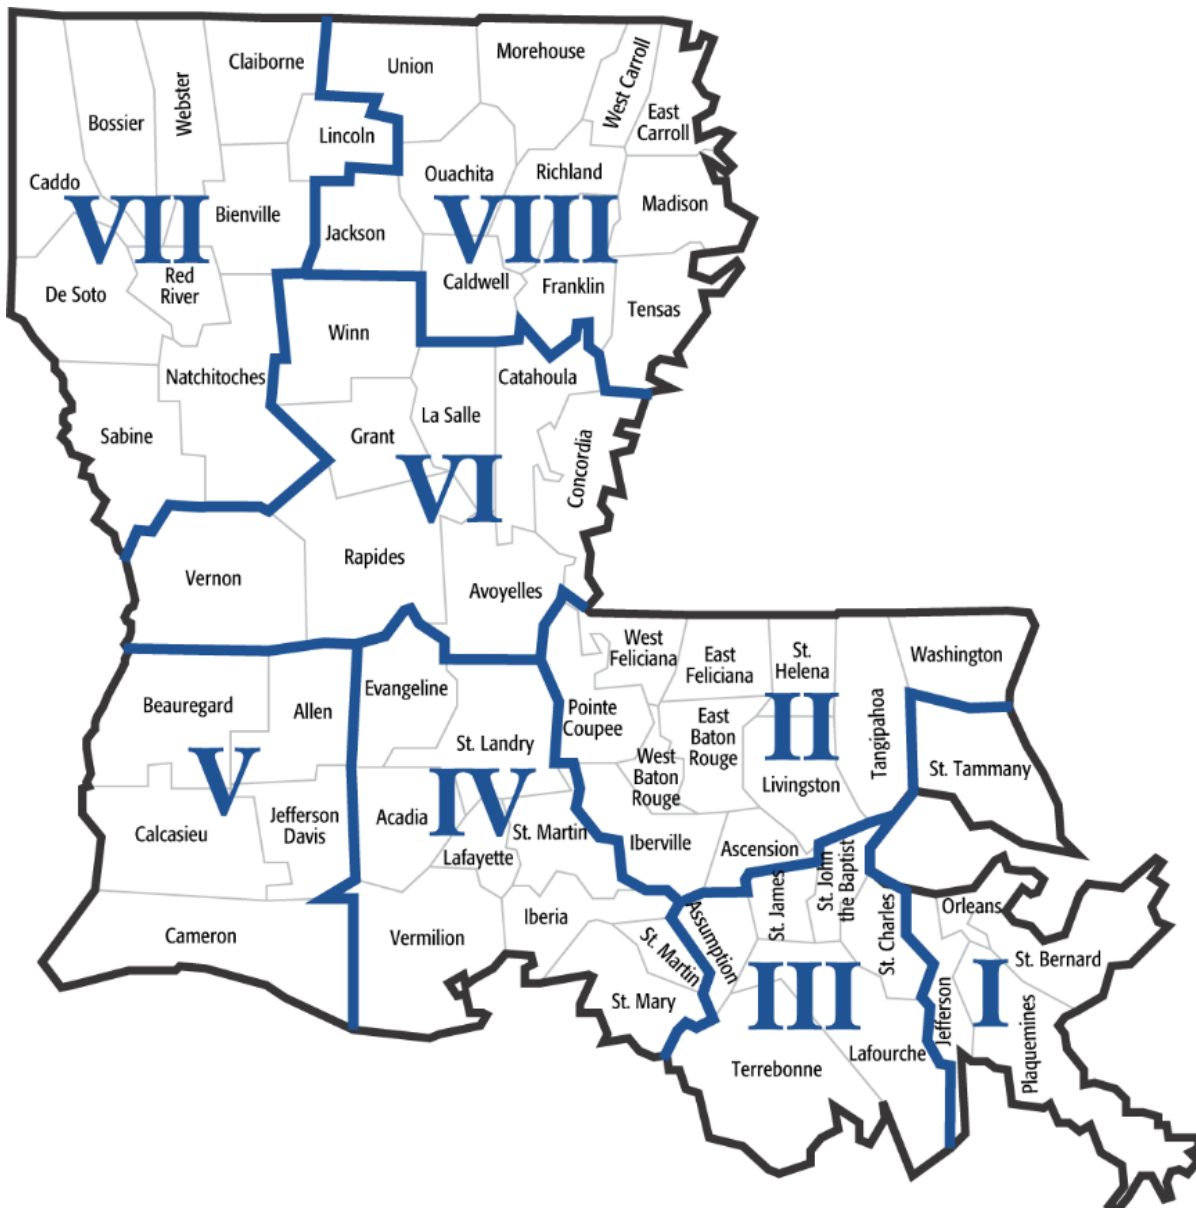 Claiborne
Union
Morehouse
West Carroll
East
Carroll
Webster
Bossier
Lincoln
Caddo
Ouachita
Richland
Madison
Bienville
Jackson
VII
VIII
De Soto
Red
River
Caldwell
Franklin
Tensas
Winn
Natchitoches
Catahoula
La Salle
Sabine
Grant
Concordia
VI
Vernon
Rapides
Avoyelles
West
Feliciana
East
Feliciana
St.
Helena
Washington
Beauregard
Allen
Evangeline
Pointe
Coupee
East
Baton
Rouge
II
Tangipahoa
St. Landry
West
Baton
Rouge
Livingston
St. Tammany
V
IV
Calcasieu
Jefferson
Davis
Acadia
St. Martin
Lafayette
Iberville
Ascension
St. John
the Baptist
St. James
Assumption
St. Charles
Orleans
Cameron
Vermilion
Iberia
St. Martin
St. Mary
III
I
St. Bernard
Jefferson
Plaquemines
Terrebonne
Lafourche